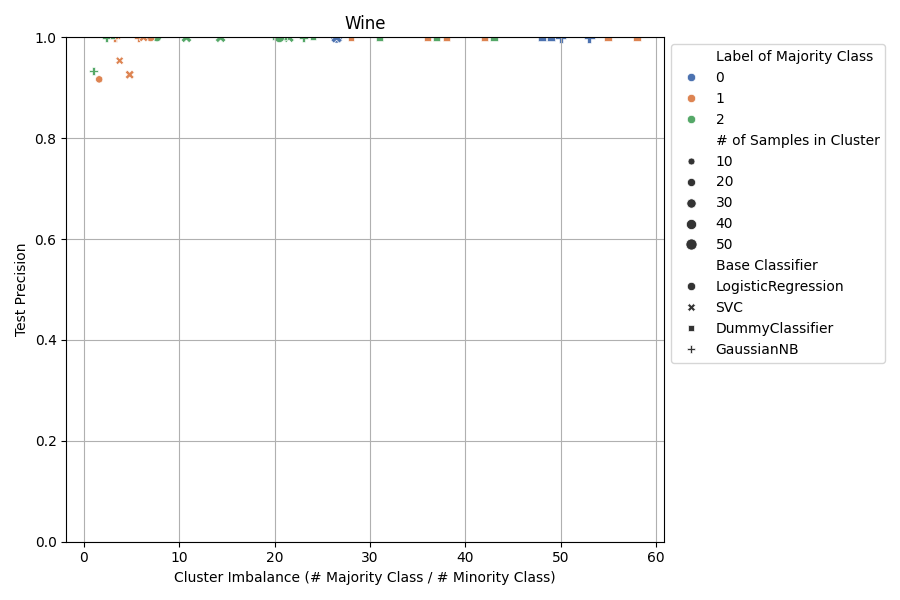 Wine
1.0
0.8
0.6
0.4
0.2
0.0
Test Precision
0 10 20 30 40 50 60
Cluster Imbalance (# Majority Class / # Minority Class)
Label of Majority Class
0
1
2
# of Samples in Cluster
10
20
30
40
50
Base Classifier
LogisticRegression
SVC
DummyClassifier
GaussianNB